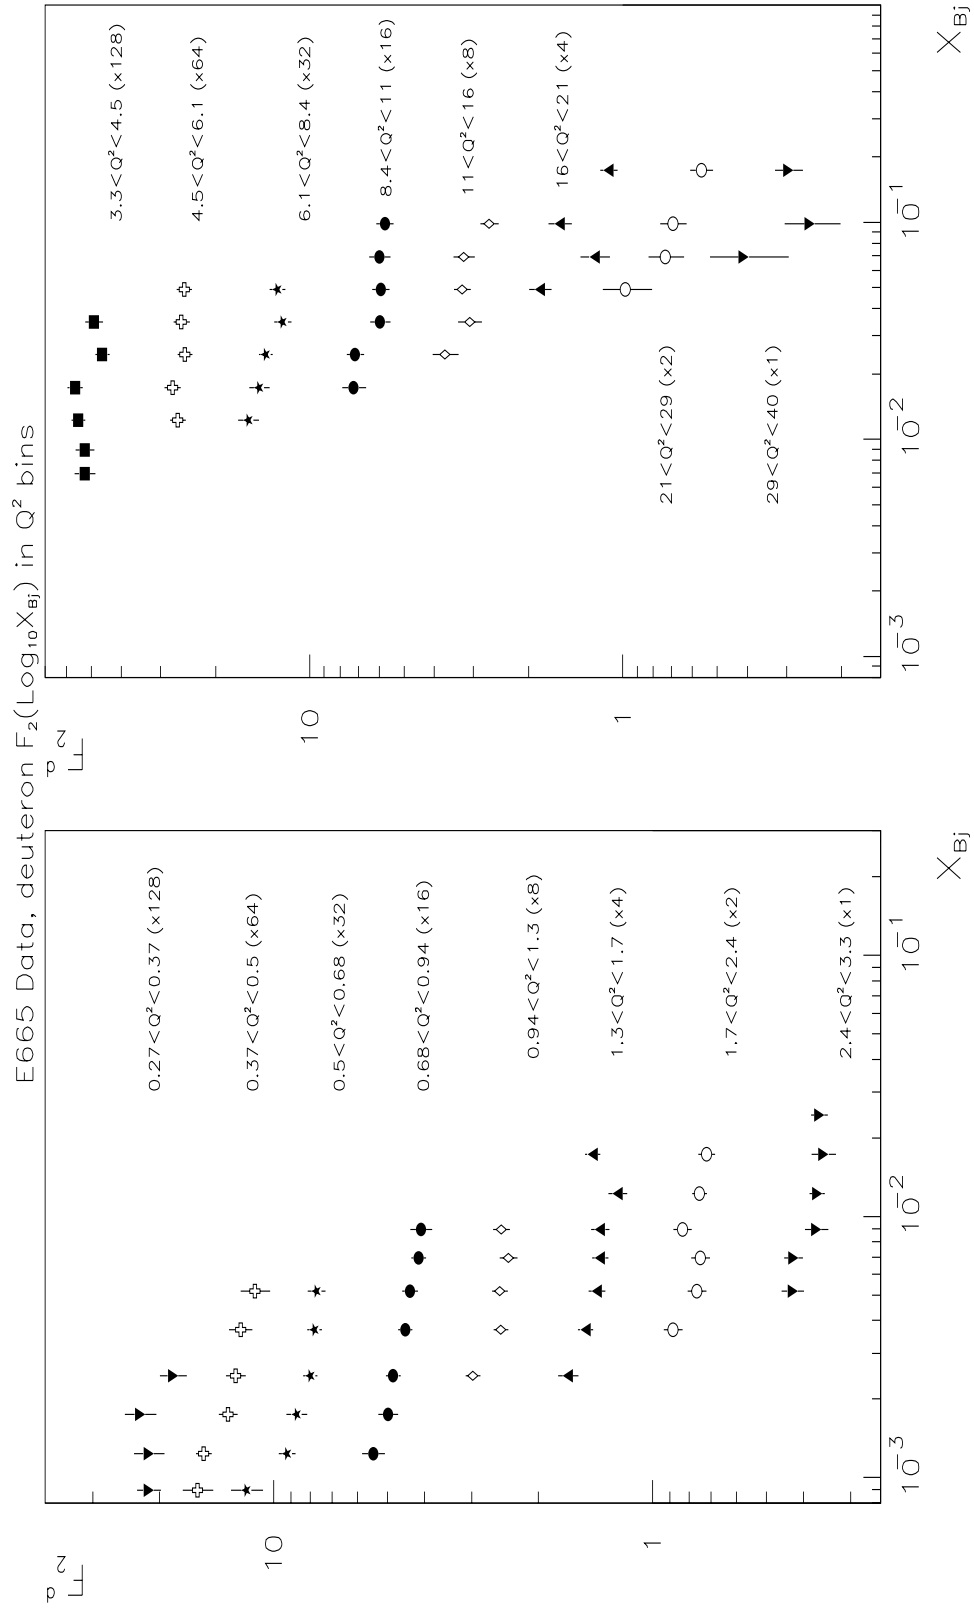 E665 Data, deuteron F₂(Log₁₀X_Bj) in Q² bins
F₂ᵈ
10
1
0.27<Q²<0.37 (×128)
0.37<Q²<0.5 (×64)
0.5<Q²<0.68 (×32)
0.68<Q²<0.94 (×16)
0.94<Q²<1.3 (×8)
1.3<Q²<1.7 (×4)
1.7<Q²<2.4 (×2)
2.4<Q²<3.3 (×1)
10⁻³
10⁻²
10⁻¹
X_Bj
F₂ᵈ
10
1
3.3<Q²<4.5 (×128)
4.5<Q²<6.1 (×64)
6.1<Q²<8.4 (×32)
8.4<Q²<11 (×16)
11<Q²<16 (×8)
16<Q²<21 (×4)
21<Q²<29 (×2)
29<Q²<40 (×1)
10⁻³
10⁻²
10⁻¹
X_Bj